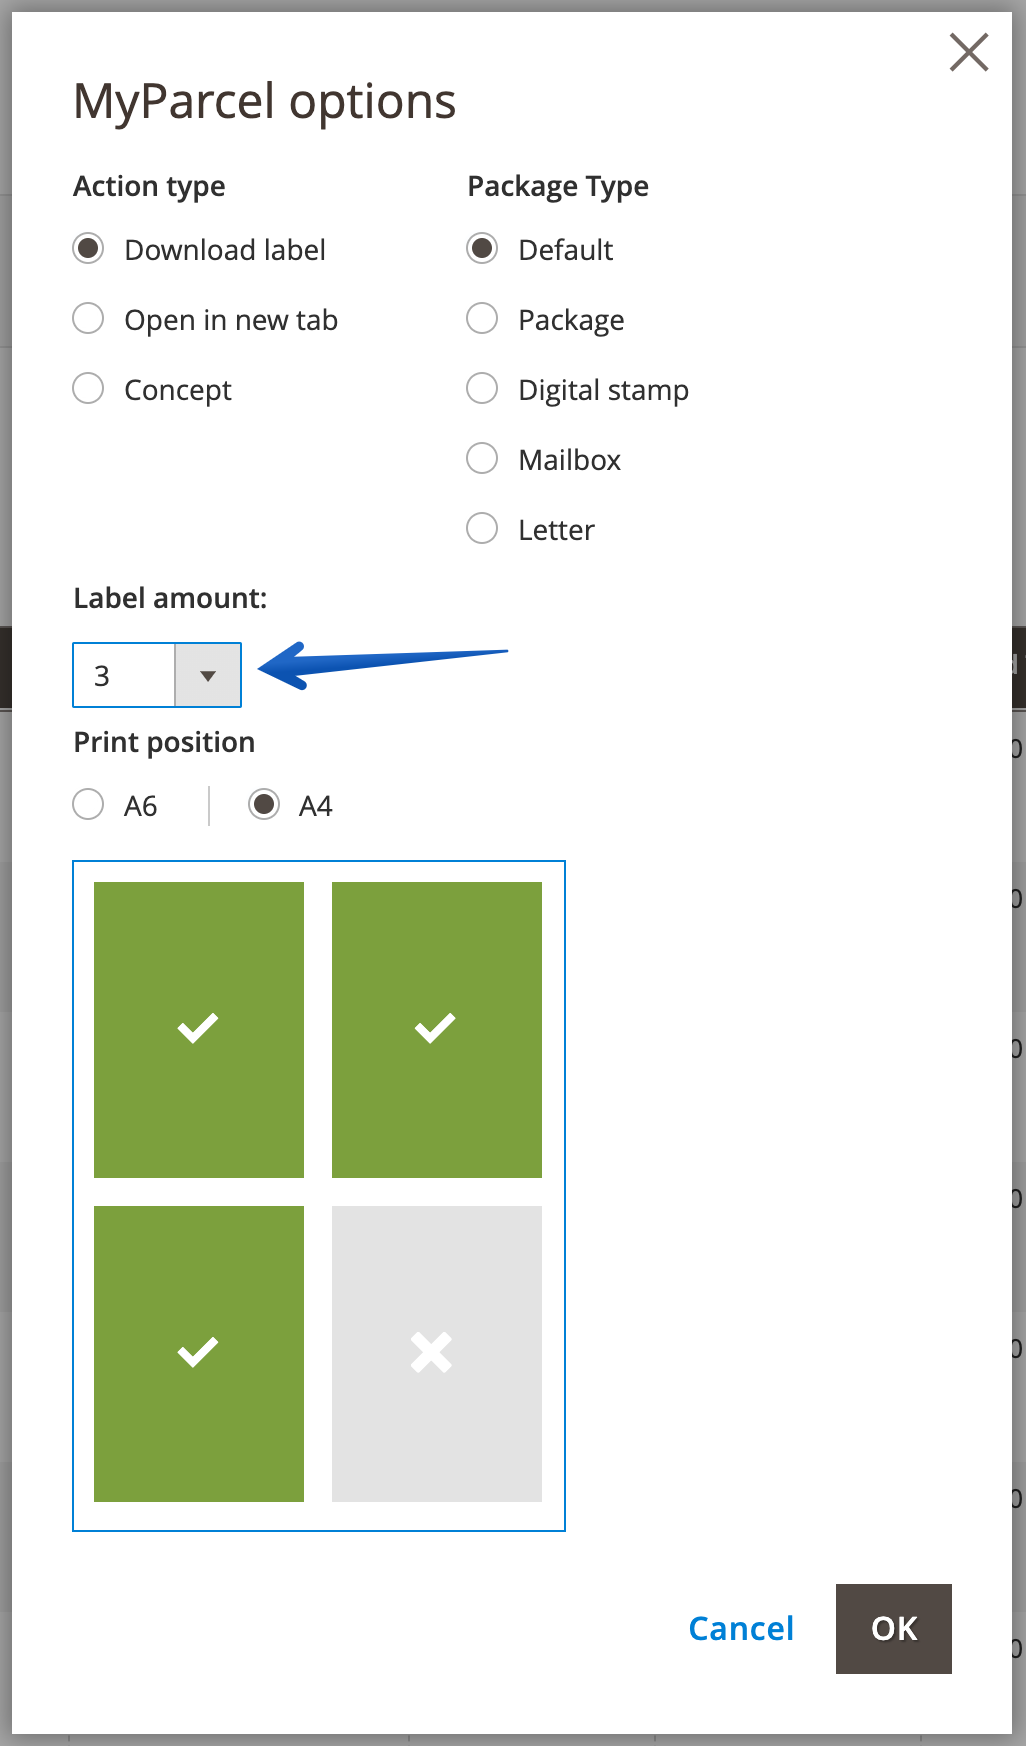 MyParcel options
Action type
Package Type
Download label
Default
Open in new tab
Package
Concept
Digital stamp
Mailbox
Letter
Label amount:
3
Print position
A6
A4
Cancel
OK